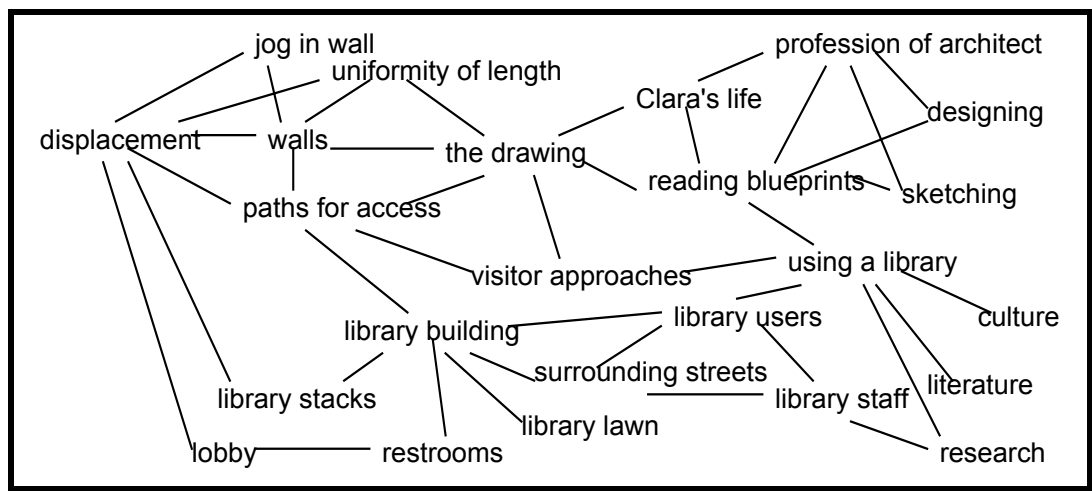 jog in wall
profession of architect
uniformity of length
Clara's life
designing
displacement
walls
the drawing
reading blueprints
sketching
paths for access
using a library
visitor approaches
library users
culture
library building
surrounding streets
literature
library stacks
library staff
library lawn
lobby
restrooms
research